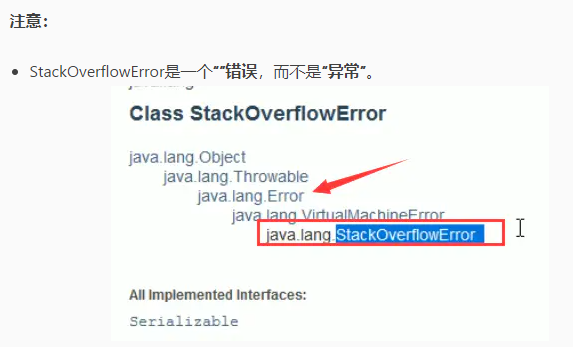 注意：
StackOverflowError是一个“”错误，而不是“异常”。
Class StackOverflowError
java.lang.Object
java.lang.Throwable
java.lang.Error
java.lang.VirtualMachineError
java.lang.StackOverflowError
All Implemented Interfaces:
Serializable